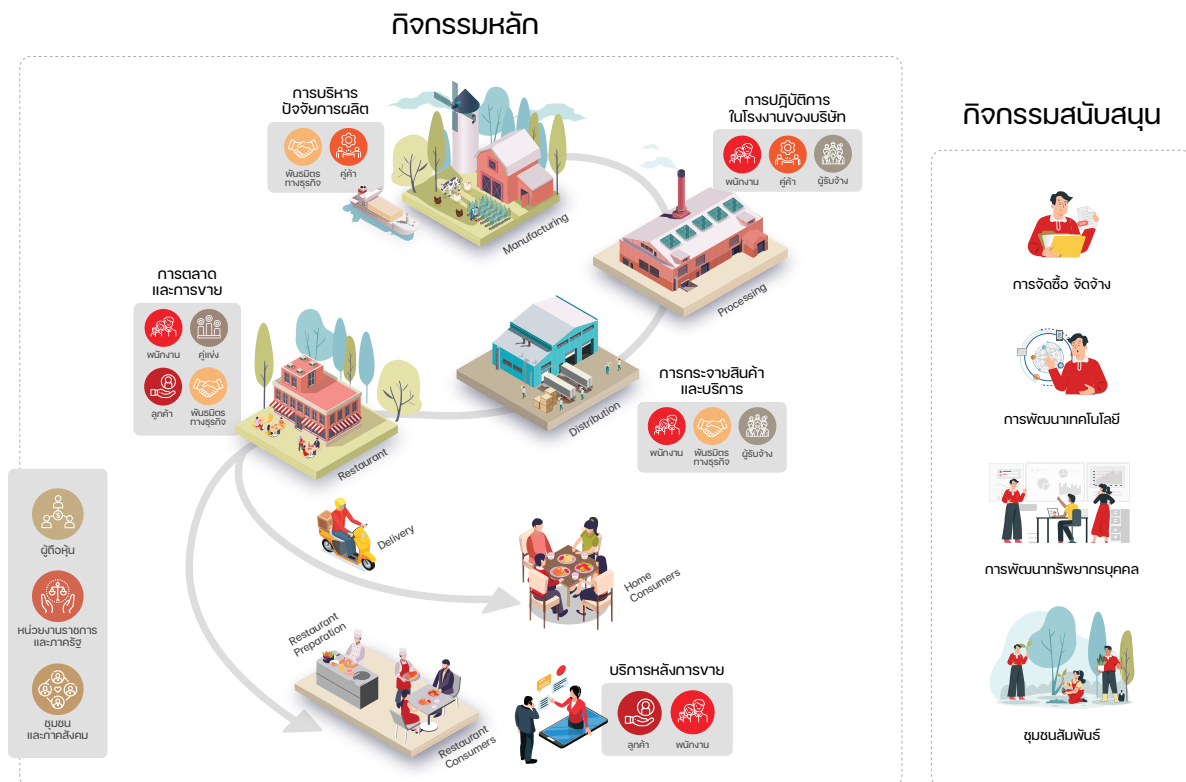 กิจกรรมหลัก
การบริหาร
ปัจจัยการผลิต
พันธมิตร
ทางธุรกิจ
คู่ค้า
Manufacturing
การปฏิบัติการ
ในโรงงานของบริษัท
พนักงาน
คู่ค้า
ผู้รับจ้าง
Processing
การตลาด
และการขาย
พนักงาน
คู่แข่ง
ลูกค้า
พันธมิตร
ทางธุรกิจ
Restaurant
Distribution
การกระจายสินค้า
และบริการ
พนักงาน
พันธมิตร
ทางธุรกิจ
ผู้รับจ้าง
ผู้ถือหุ้น
หน่วยงานราชการ
และภาครัฐ
ชุมชน
และภาคสังคม
Delivery
Home
Consumers
Restaurant
Preparation
Restaurant
Consumers
บริการหลังการขาย
ลูกค้า
พนักงาน
กิจกรรมสนับสนุน
การจัดซื้อ จัดจ้าง
การพัฒนาเทคโนโลยี
การพัฒนาทรัพยากรบุคคล
ชุมชนสัมพันธ์